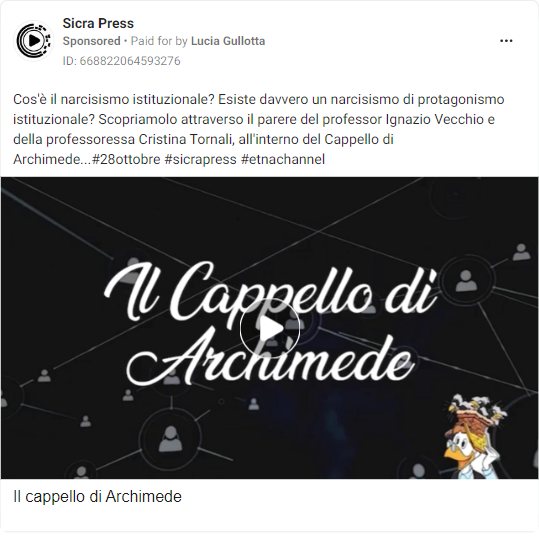 Sicra Press
Sponsored • Paid for by Lucia Gullotta
ID: 668822064593276
Cos'è il narcisismo istituzionale? Esiste davvero un narcisismo di protagonismo
istituzionale? Scopriamolo attraverso il parere del professor Ignazio Vecchio e
della professoressa Cristina Tornali, all'interno del Cappello di
Archimede...#28ottobre #sicrapress #etnachannel
Il Cappello di
Archimede
Il cappello di Archimede